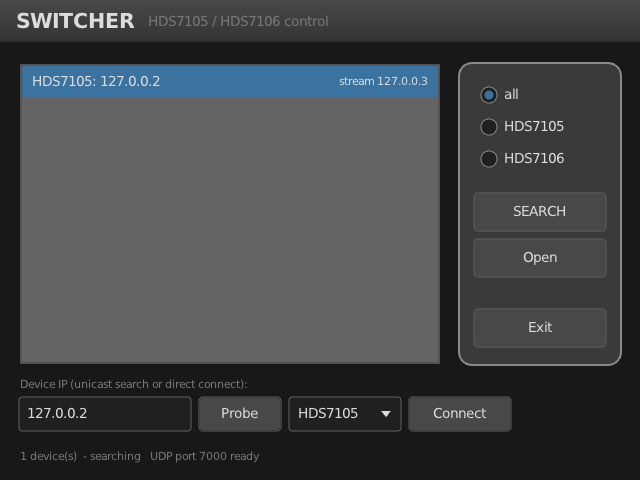 SWITCHER HDS7105 / HDS7106 control
HDS7105: 127.0.0.2 stream 127.0.0.3
all
HDS7105
HDS7106
SEARCH
Open
Exit
Device IP (unicast search or direct connect):
127.0.0.2 Probe HDS7105 Connect
1 device(s)  - searching   UDP port 7000 ready